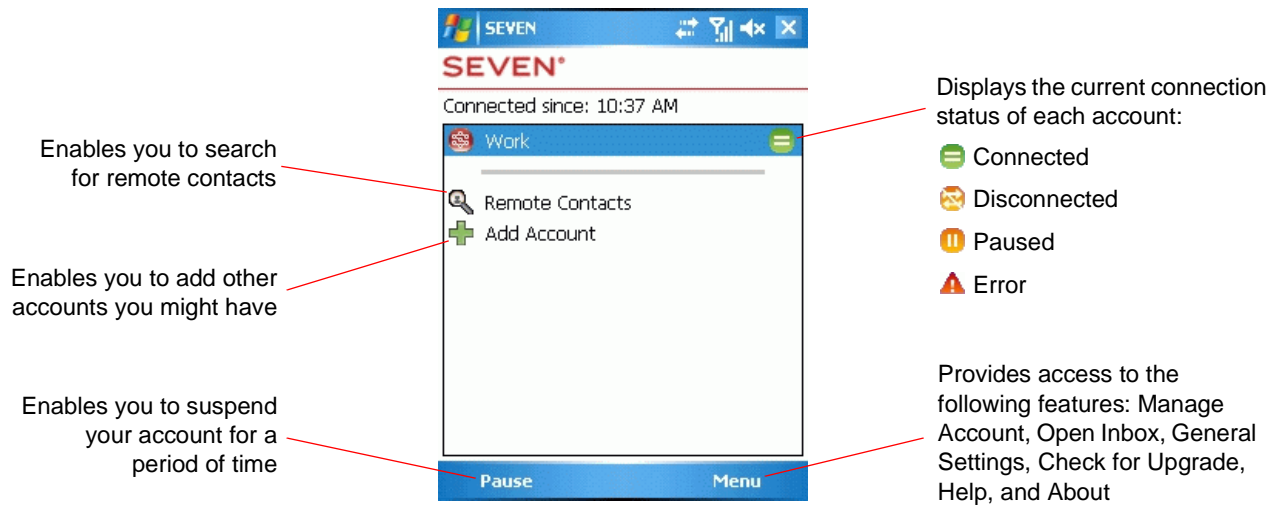 SEVEN
SEVEN®
Connected since: 10:37 AM
Work
Remote Contacts
Add Account
Pause
Menu
Enables you to search
for remote contacts
Enables you to add other
accounts you might have
Enables you to suspend
your account for a
period of time
Displays the current connection
status of each account:
Connected
Disconnected
Paused
Error
Provides access to the
following features: Manage
Account, Open Inbox, General
Settings, Check for Upgrade,
Help, and About